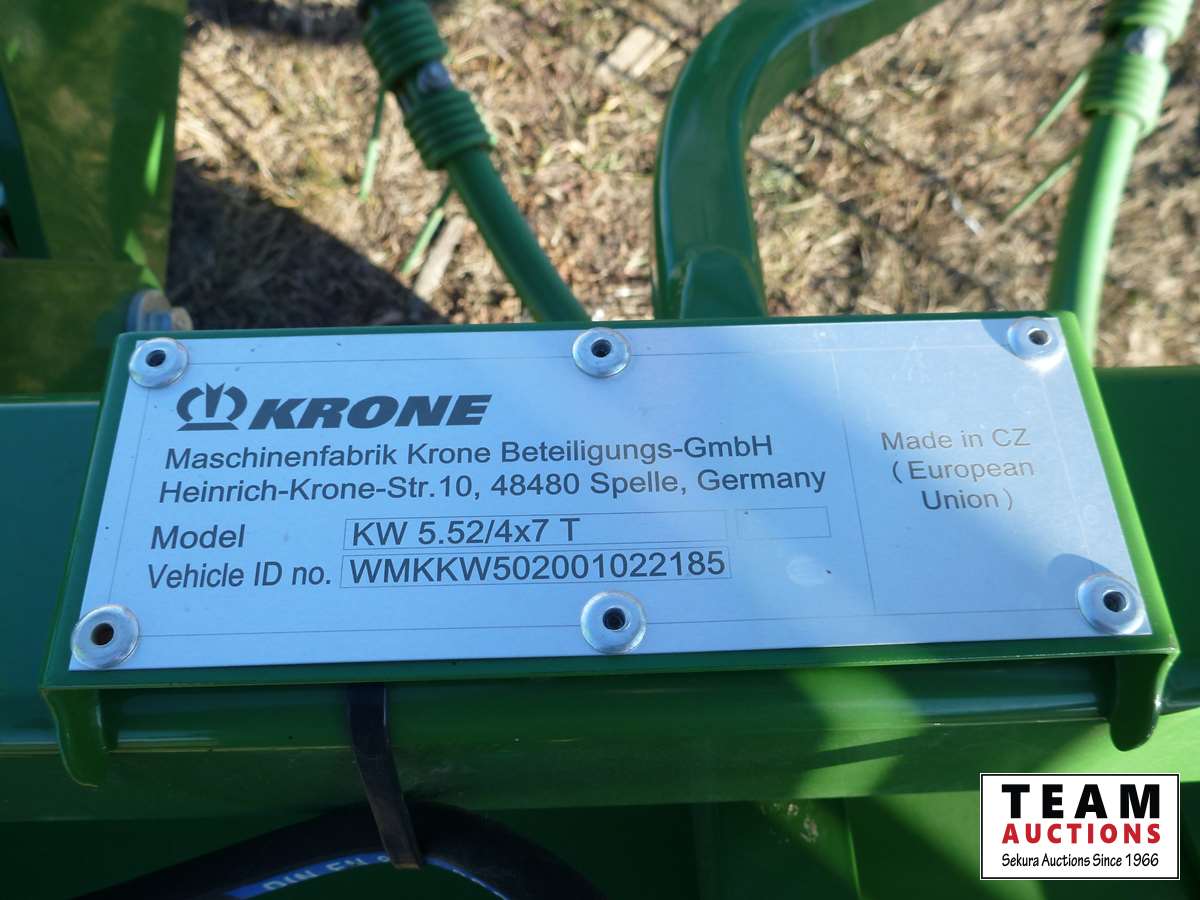 KRONE
Maschinenfabrik Krone Beteiligungs-GmbH
Heinrich-Krone-Str.10, 48480 Spelle, Germany
Model KW 5.52/4x7 T
Vehicle ID no. WMKKW502001022185
Made in CZ
( European
Union )
TEAM
AUCTIONS
Sekura Auctions Since 1966